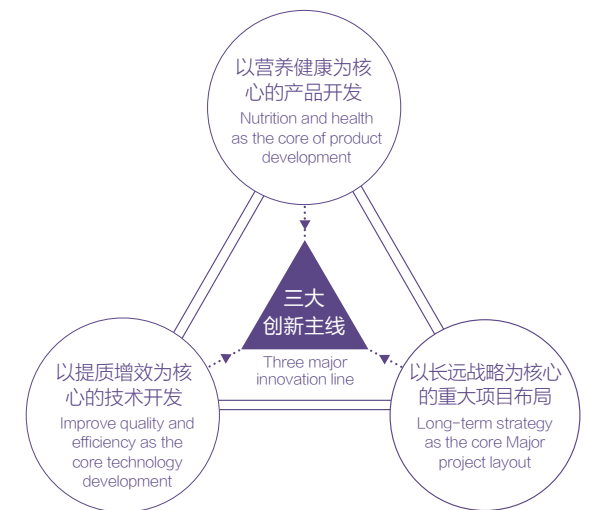 以营养健康为核
心的产品开发
Nutrition and health
as the core of product
development
三大
创新主线
Three major
innovation line
以提质增效为核
心的技术开发
Improve quality and
efficiency as the
core technology
development
以长远战略为核心
的重大项目布局
Long-term strategy
as the core Major
project layout